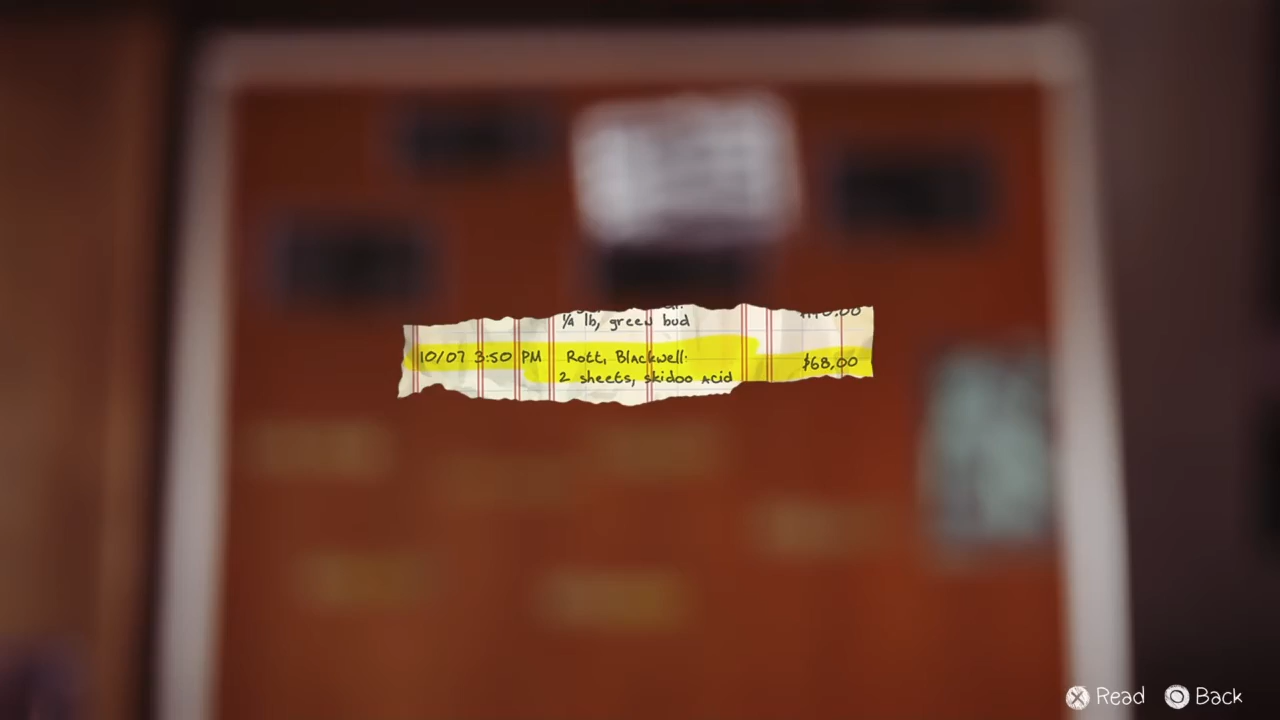 ¼ lb, green bud
10/07 3:50 PM Rott, Blackwell: $68,00
2 sheets, skidoo Acid
Read Back